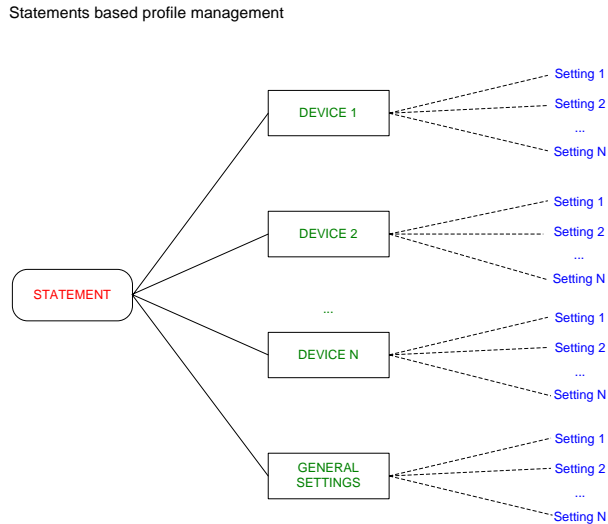 Statements based profile management
Setting 1
DEVICE 1
Setting 2
...
Setting N
Setting 1
DEVICE 2
Setting 2
...
Setting N
STATEMENT
...
Setting 1
DEVICE N
Setting 2
...
Setting N
Setting 1
GENERAL
SETTINGS
Setting 2
...
Setting N